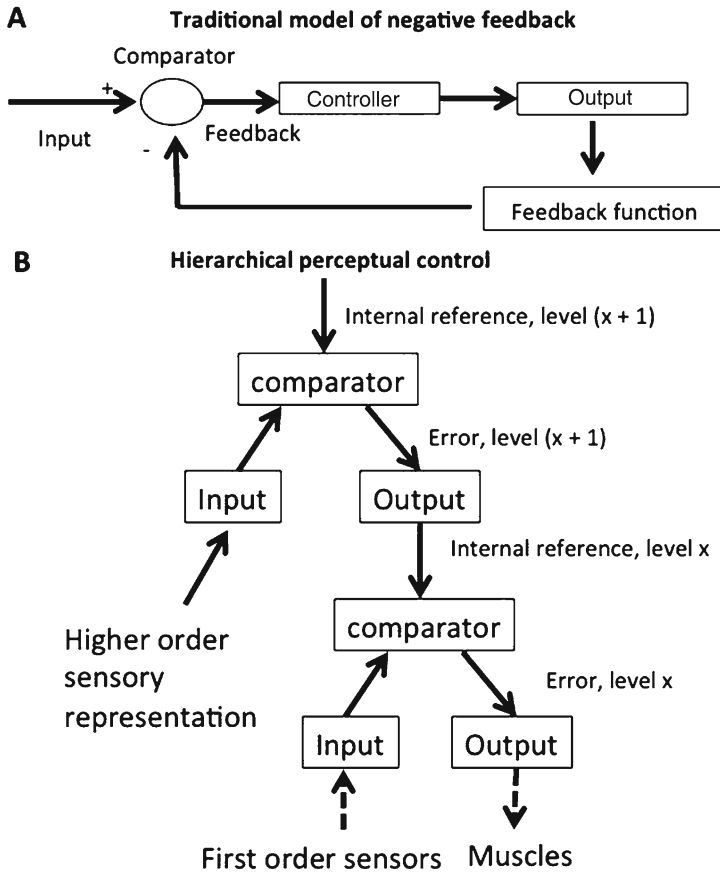 A Traditional model of negative feedback
Comparator
+
Controller
Output
Input
Feedback
-
Feedback function
B Hierarchical perceptual control
Internal reference, level (x + 1)
comparator
Error, level (x + 1)
Input
Output
Internal reference, level x
comparator
Higher order
sensory
representation
Error, level x
Input
Output
First order sensors
Muscles